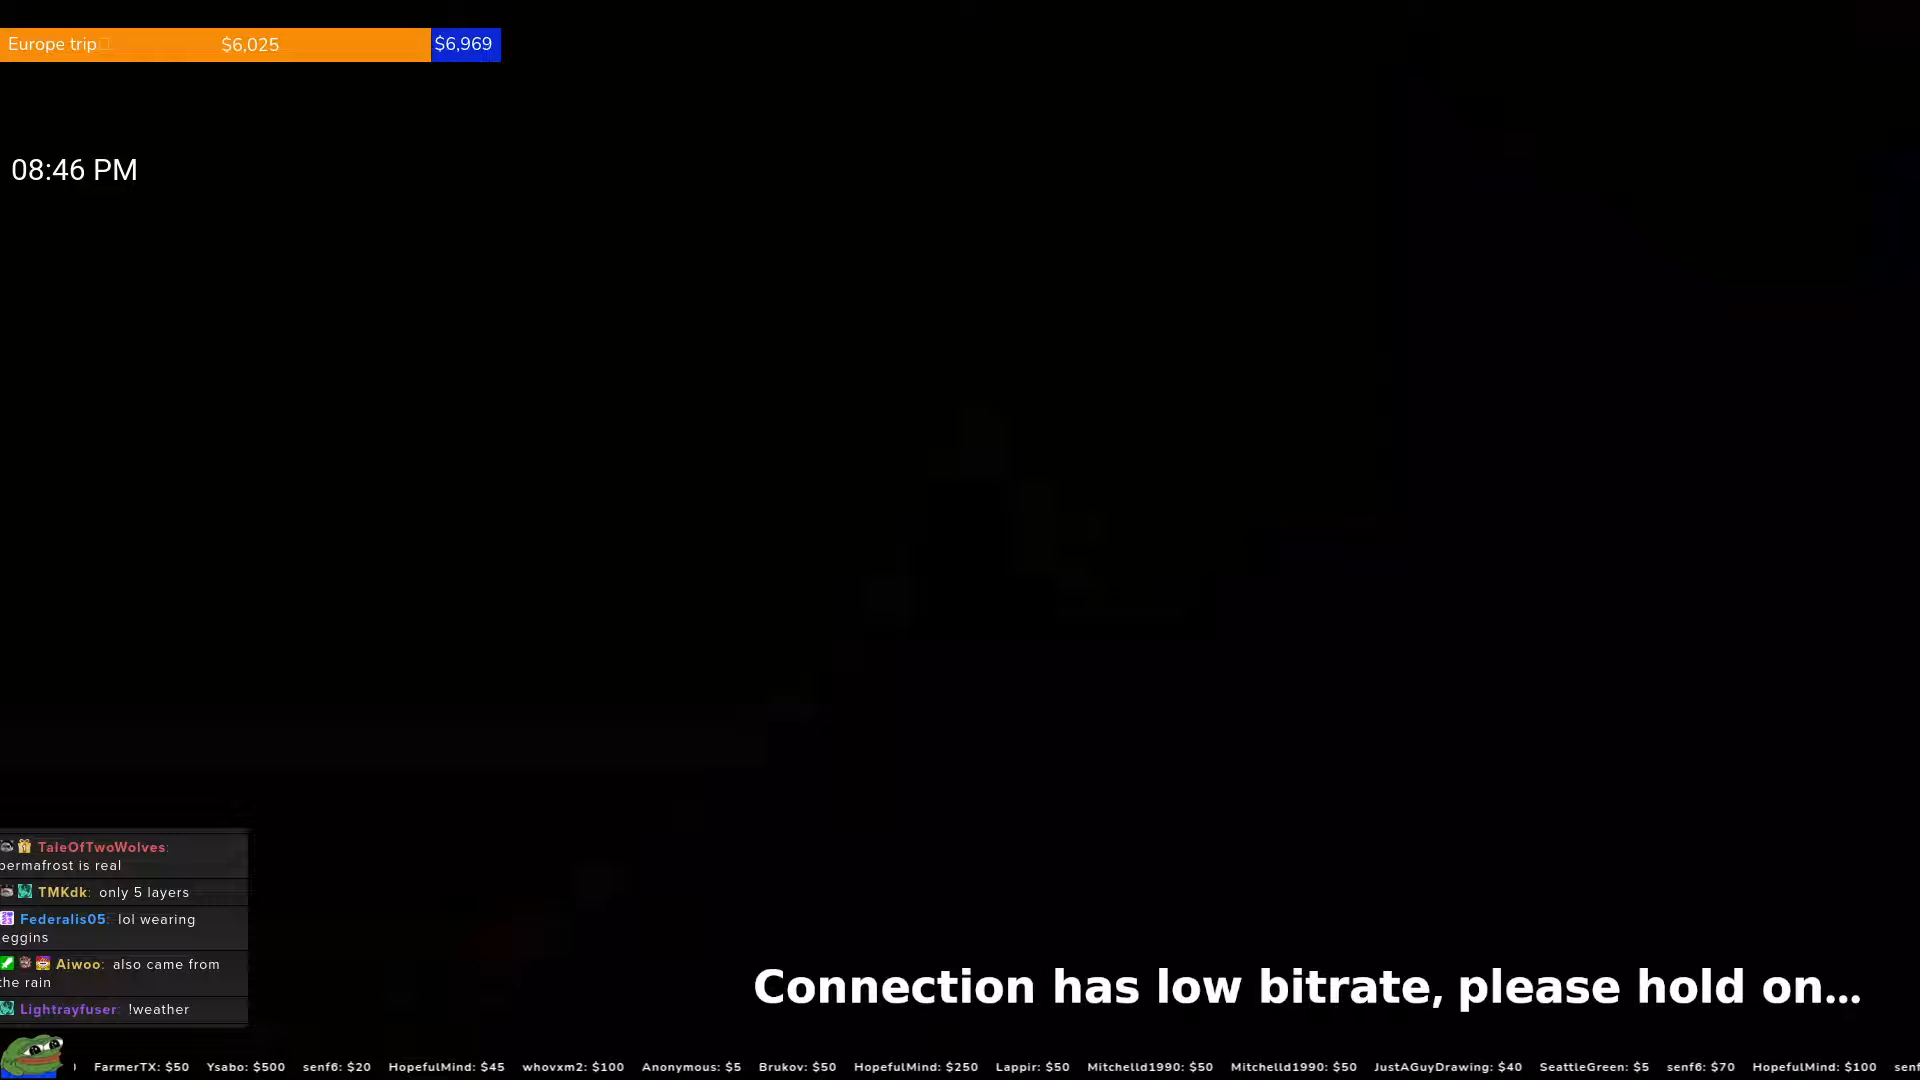 Europe trip $6,025 $6,969
08:46 PM
TaleOfTwoWolves:
permafrost is real
TMKdk: only 5 layers
Federalis05: lol wearing
leggins
Aiwoo: also came from
the rain
Lightrayfuser: !weather
Connection has low bitrate, please hold on...
FarmerTX: $50 Ysabo: $500 senf6: $20 HopefulMind: $45 whovxm2: $100 Anonymous: $5 Brukov: $50 HopefulMind: $250 Lappir: $50 Mitchelld1990: $50 Mitchelld1990: $50 JustAGuyDrawing: $40 SeattleGreen: $5 senf6: $70 HopefulMind: $100 senf